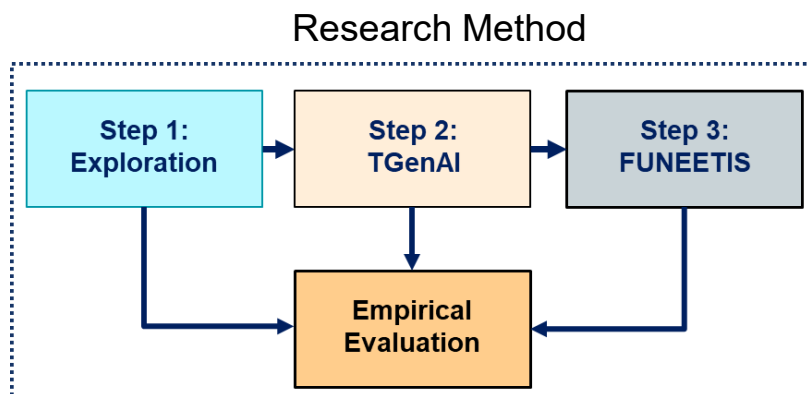 Research Method
Step 1:
Exploration
Step 2:
TGenAI
Step 3:
FUNEETIS
Empirical
Evaluation